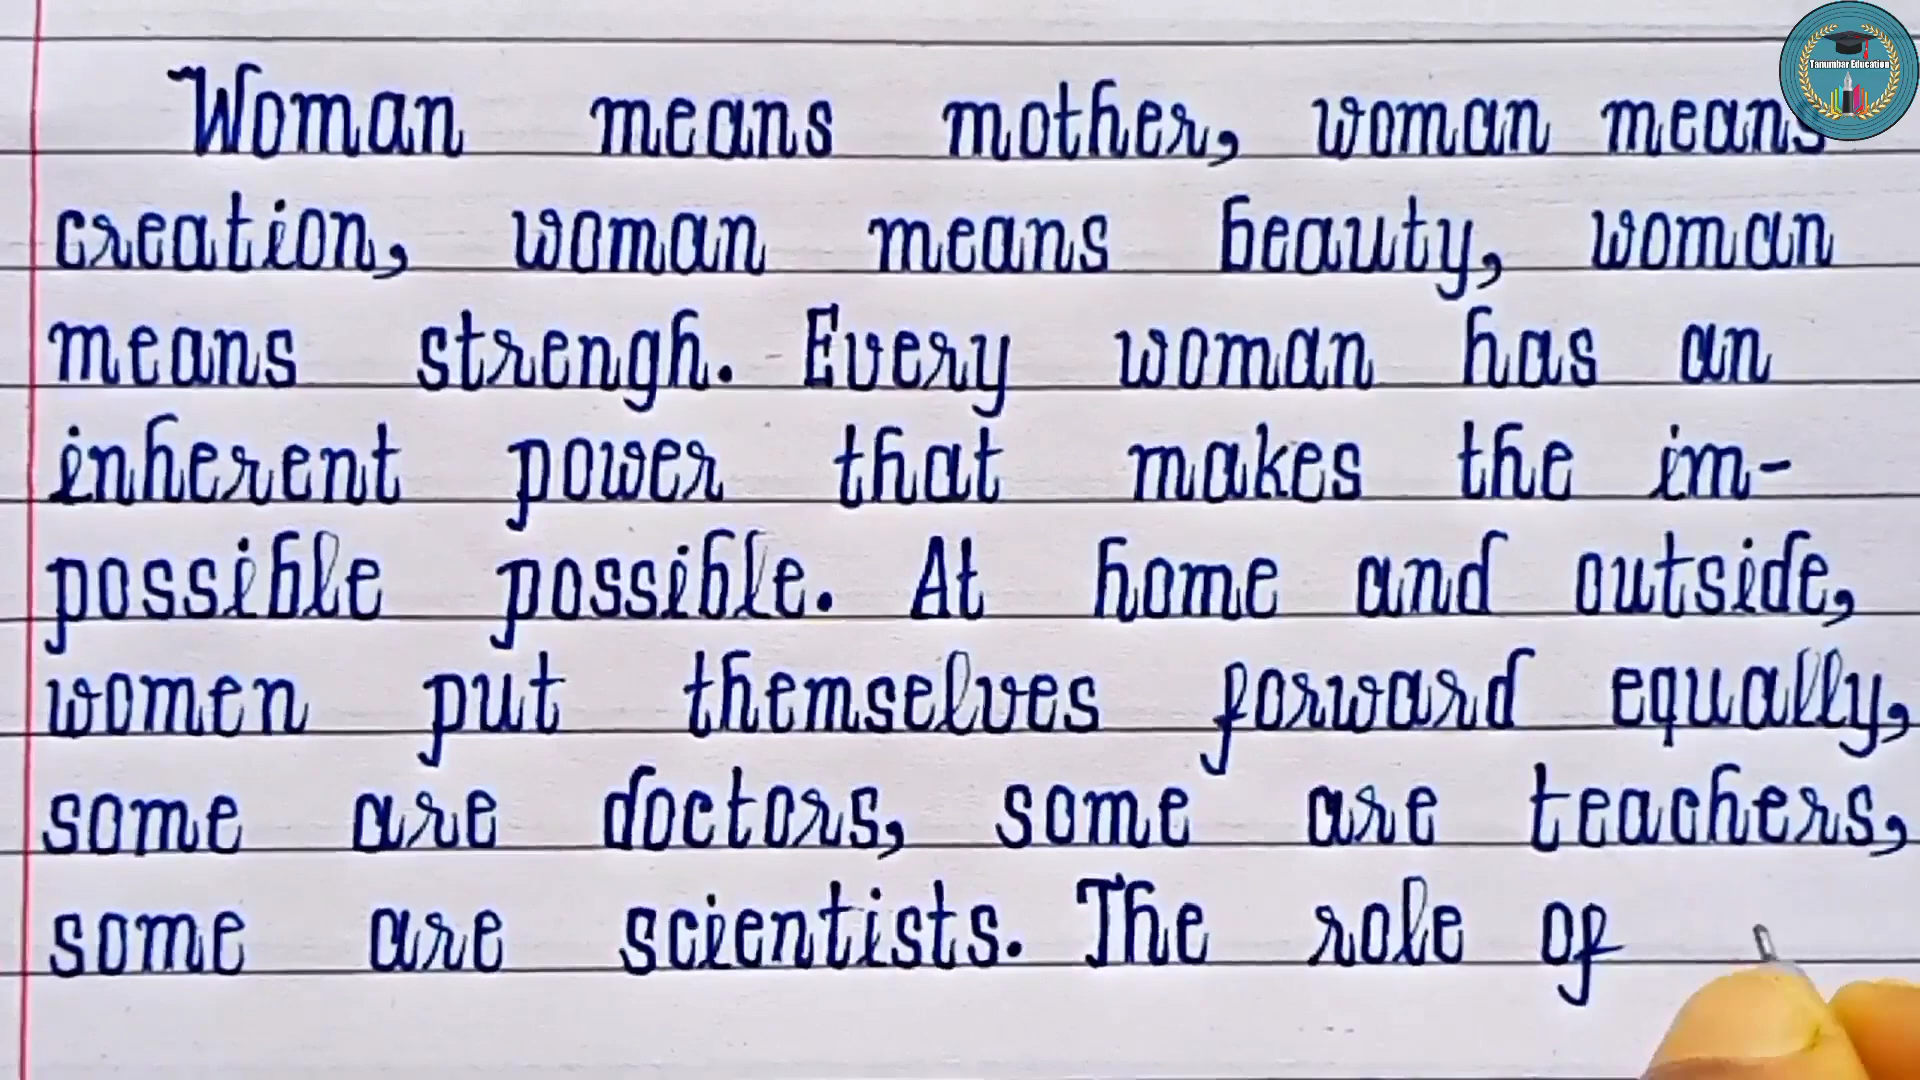 Woman means mother, woman means
creation, woman means beauty, woman
means strengh. Every woman has an
inherent power that makes the im-
possible possible. At home and outside,
women put themselves forward equally,
some are doctors, some are teachers,
some are scientists. The role of
Tanumbar Education